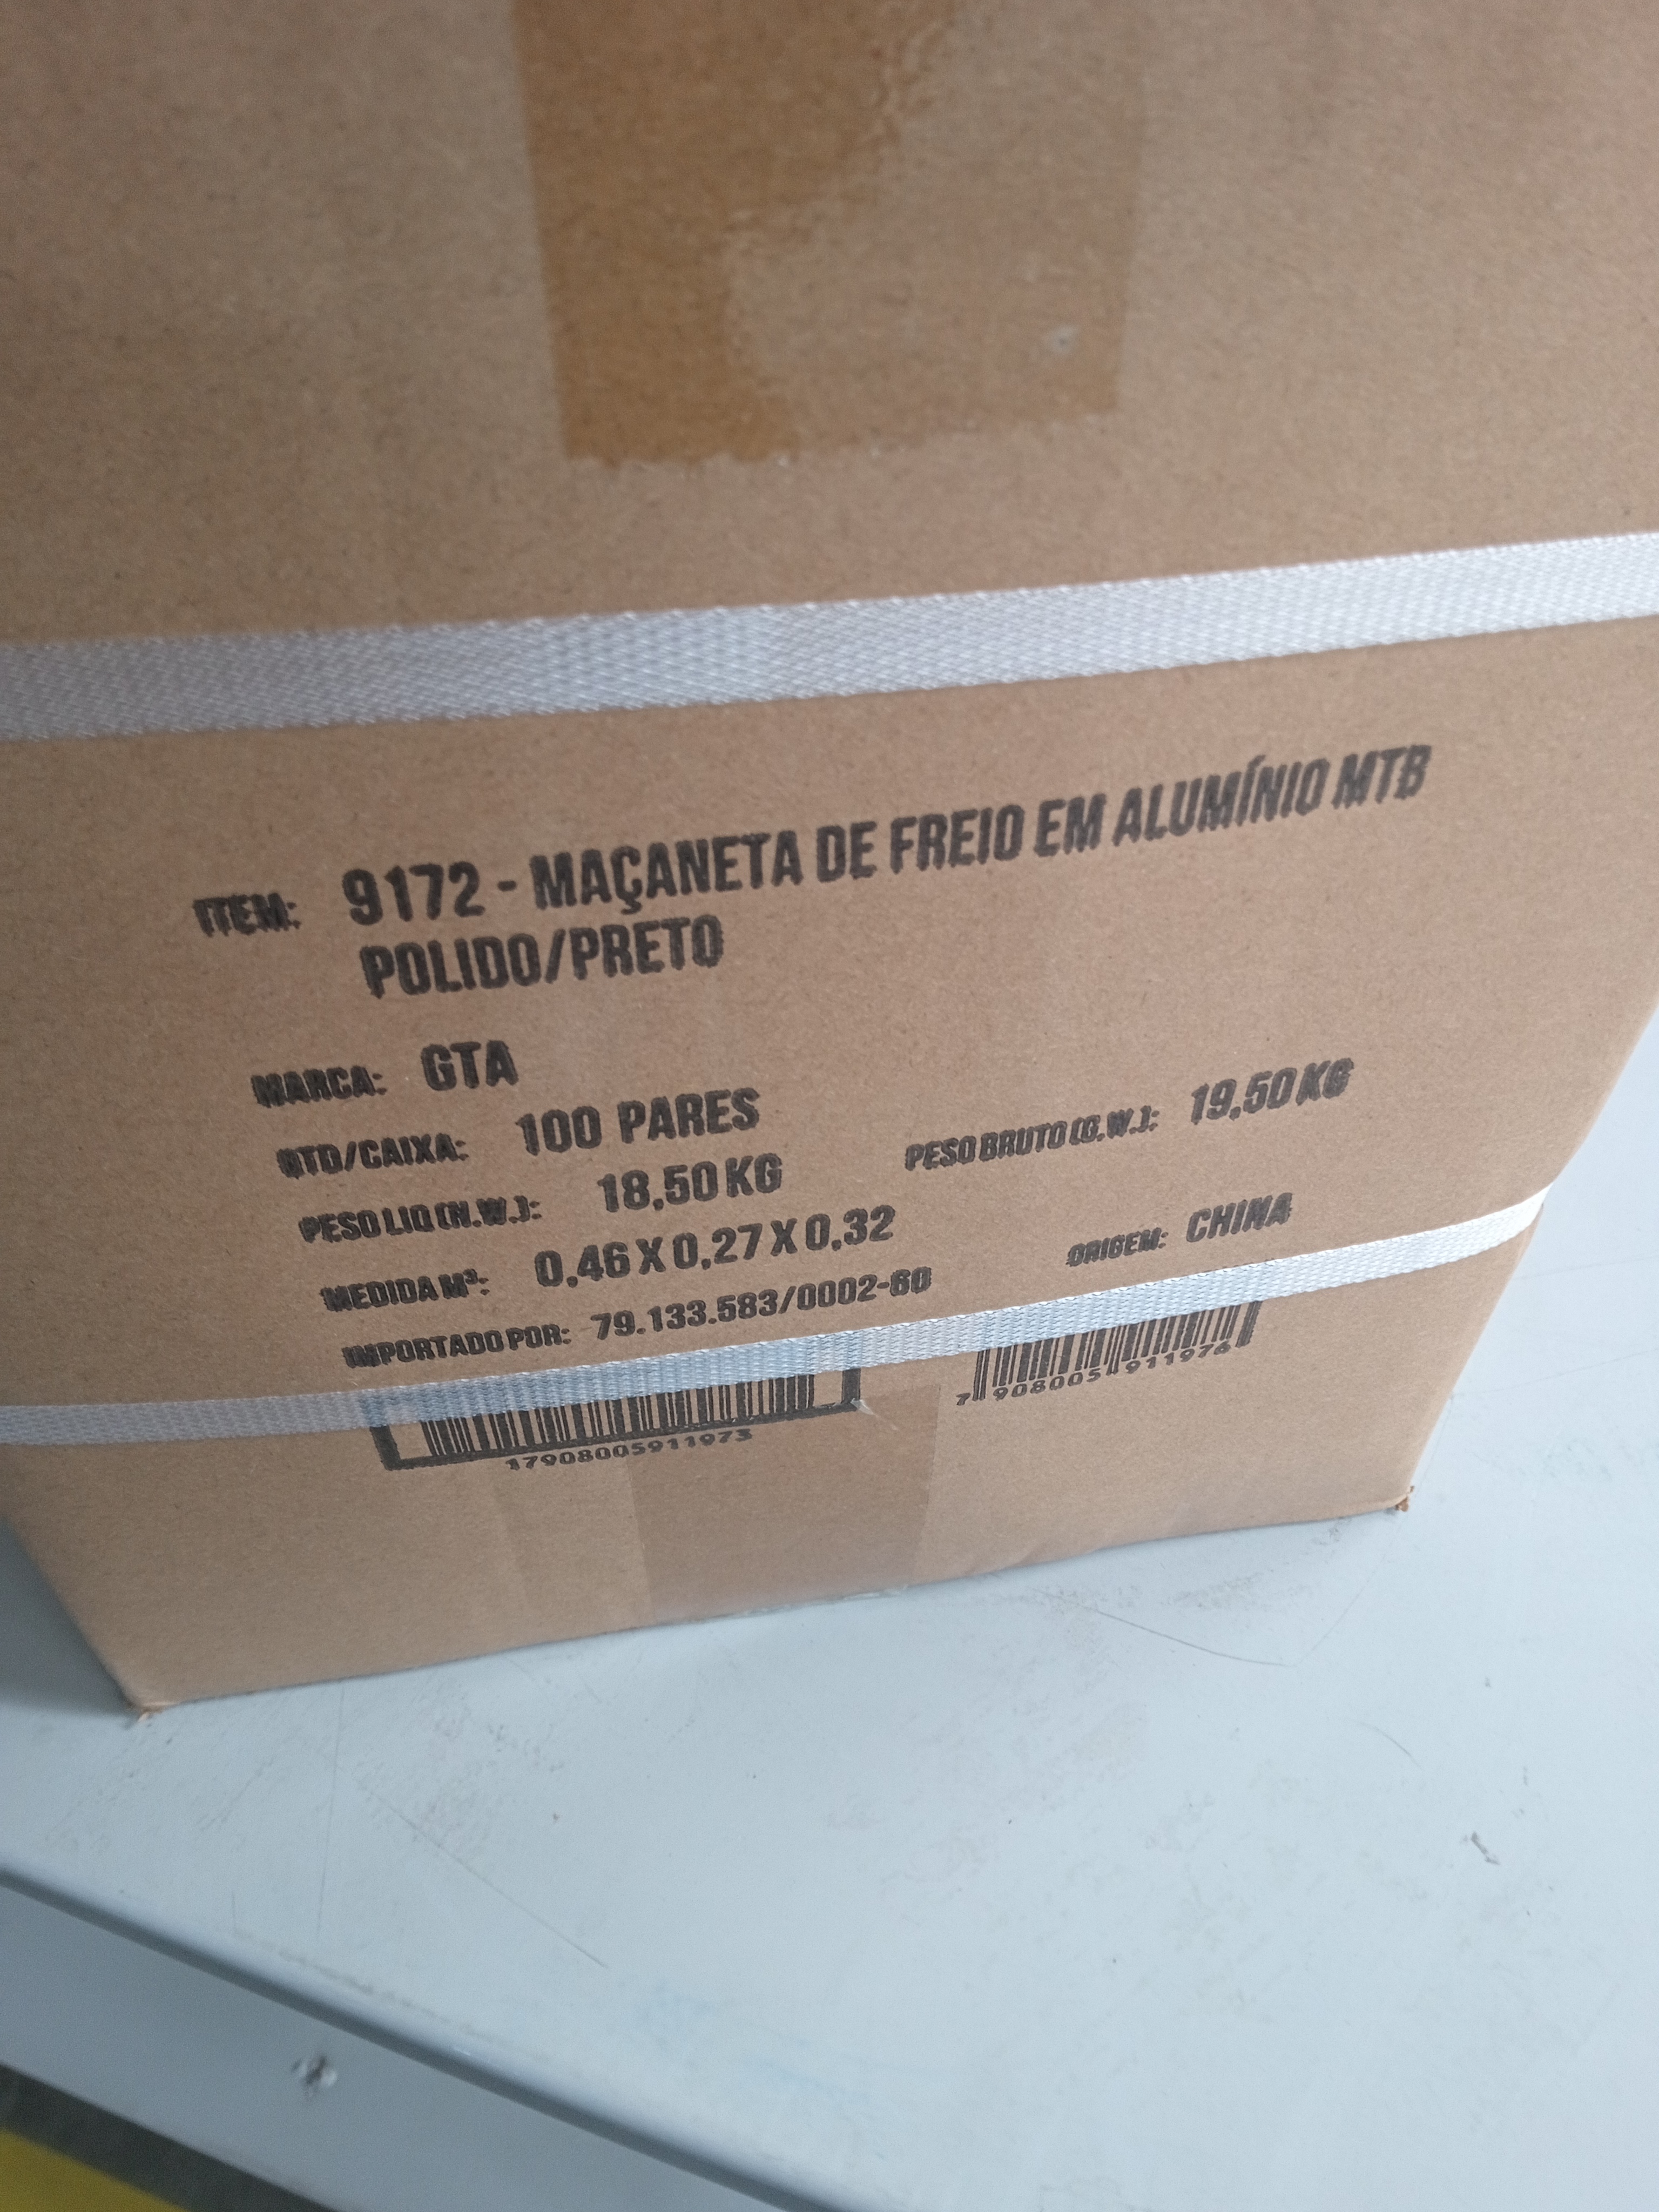 ITEM: 9172 - MAÇANETA DE FREIO EM ALUMÍNIO MTB
POLIDO/PRETO
MARCA: GTA
QTD/CAIXA: 100 PARES
PESO LIQ (N.W.): 18,50 KG PESO BRUTO (G.W.): 19,50 KG
MEDIDA M³: 0,46 X 0,27 X 0,32 ORIGEM: CHINA
IMPORTADO POR: 79.133.583/0002-60
17908005911973 7 908005 911976